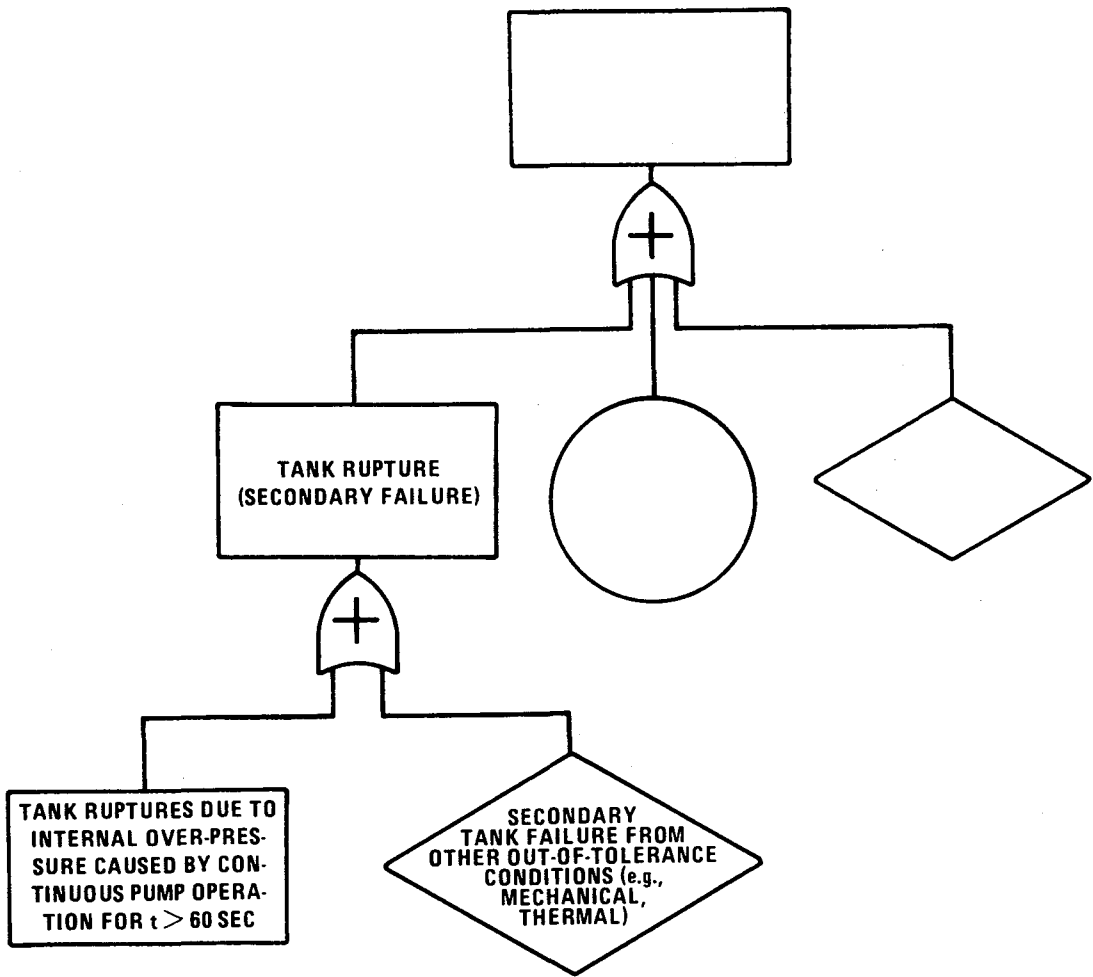 TANK RUPTURE
(SECONDARY FAILURE)
TANK RUPTURES DUE TO
INTERNAL OVER-PRES-
SURE CAUSED BY CON-
TINUOUS PUMP OPERA-
TION FOR t > 60 SEC
SECONDARY
TANK FAILURE FROM
OTHER OUT-OF-TOLERANCE
CONDITIONS (e.g.,
MECHANICAL,
THERMAL)